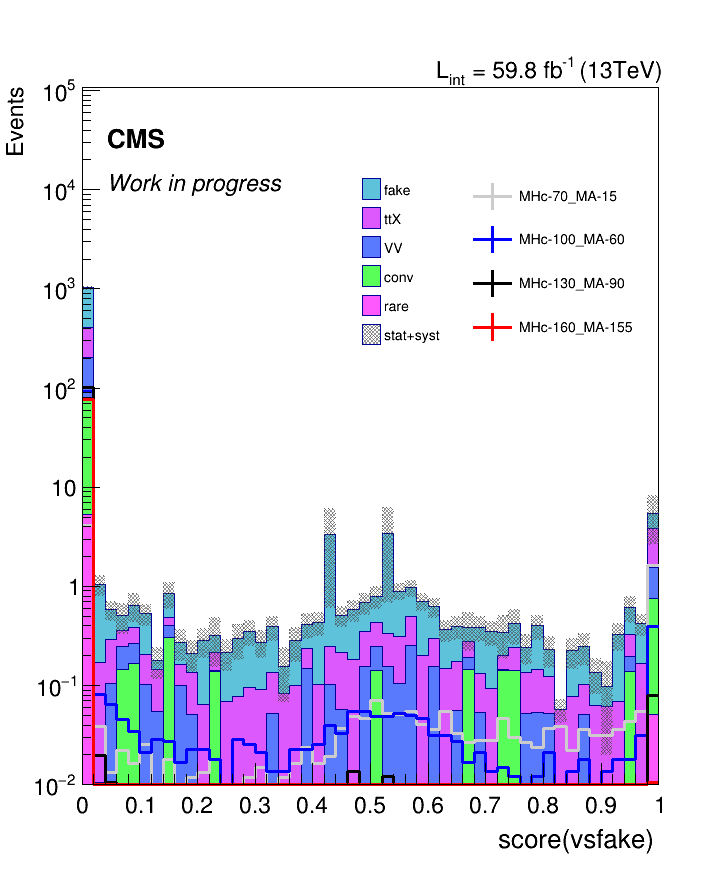 L_int = 59.8 fb^-1 (13TeV)
Events
10^5
CMS
10^4
Work in progress
fake
ttX
VV
conv
rare
stat+syst
MHc-70_MA-15
MHc-100_MA-60
MHc-130_MA-90
MHc-160_MA-155
10^3
10^2
10
1
10^-1
10^-2
0 0.1 0.2 0.3 0.4 0.5 0.6 0.7 0.8 0.9 1
score(vsfake)